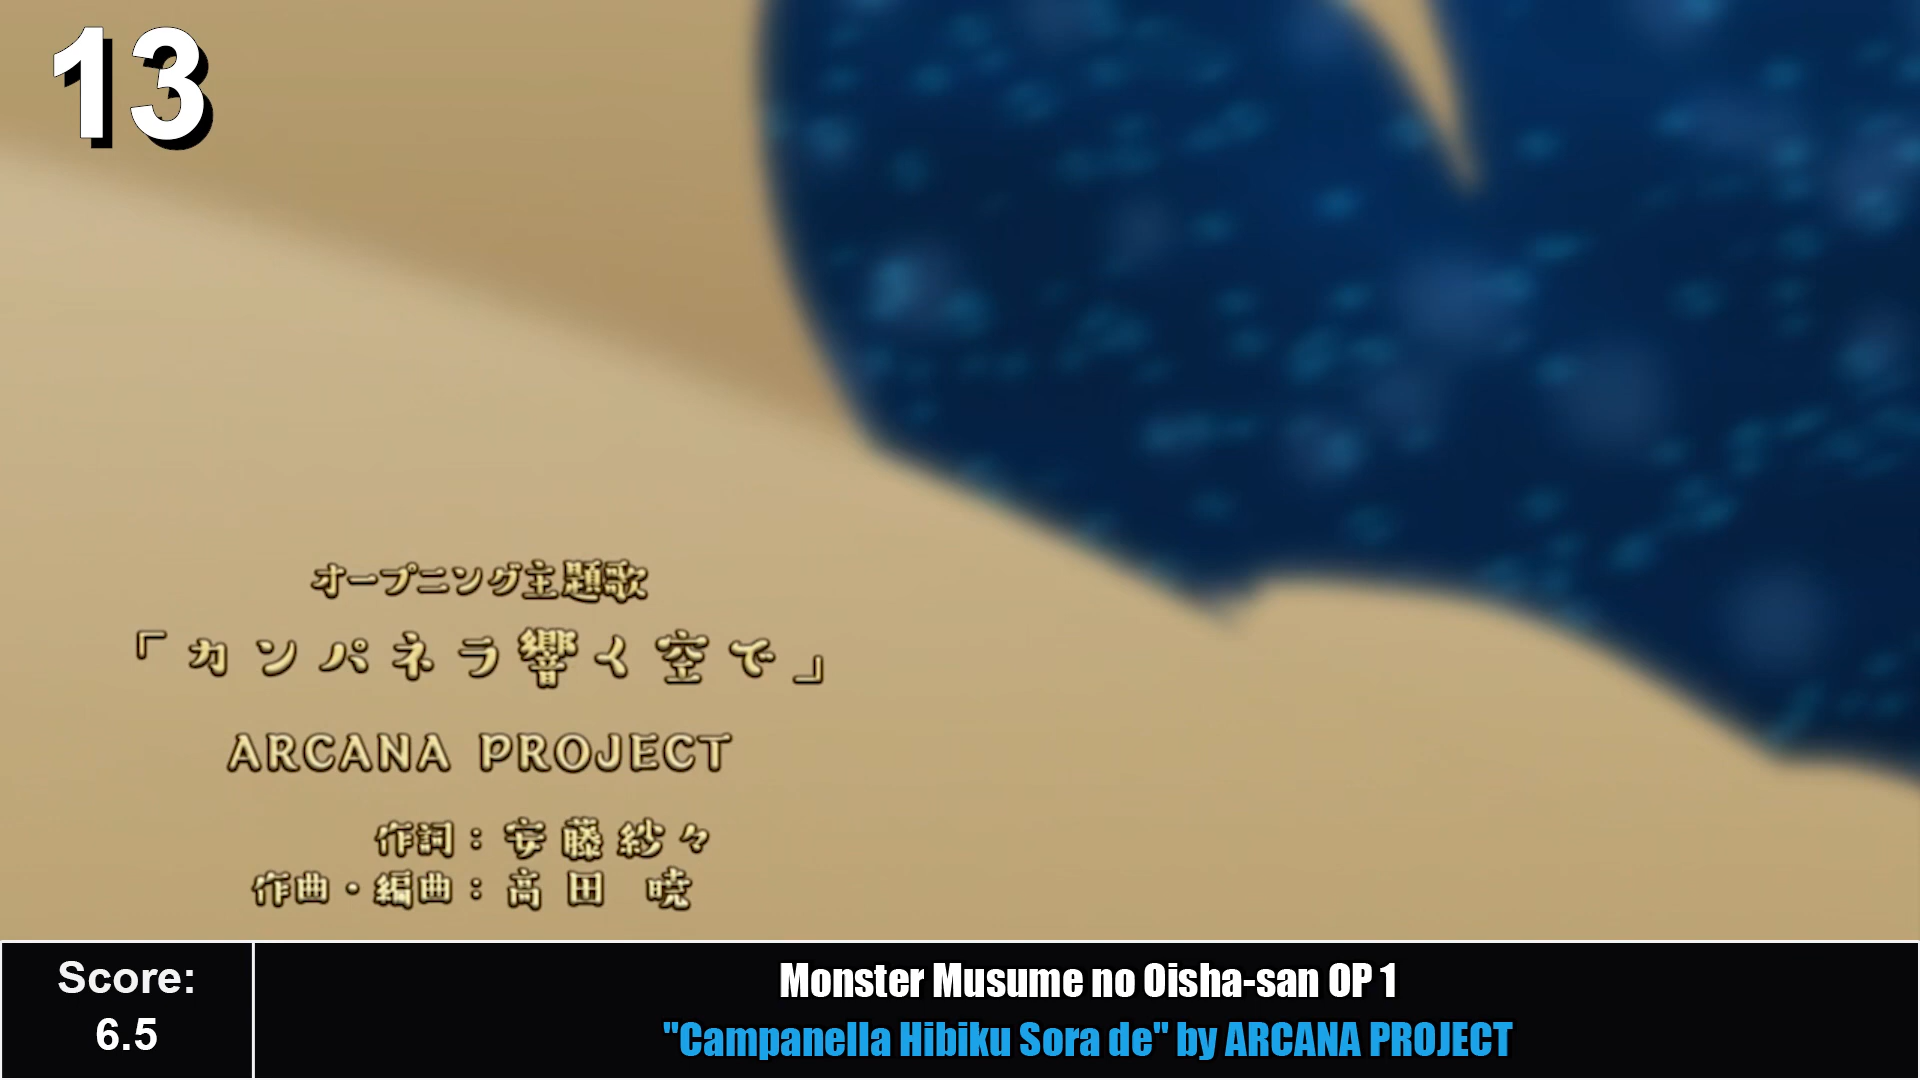 13
オープニング主題歌
「カンパネラ響く空で」
ARCANA PROJECT
作詞：安藤紗々
作曲・編曲：高田 暁
Score:
6.5
Monster Musume no Oisha-san OP 1
"Campanella Hibiku Sora de" by ARCANA PROJECT